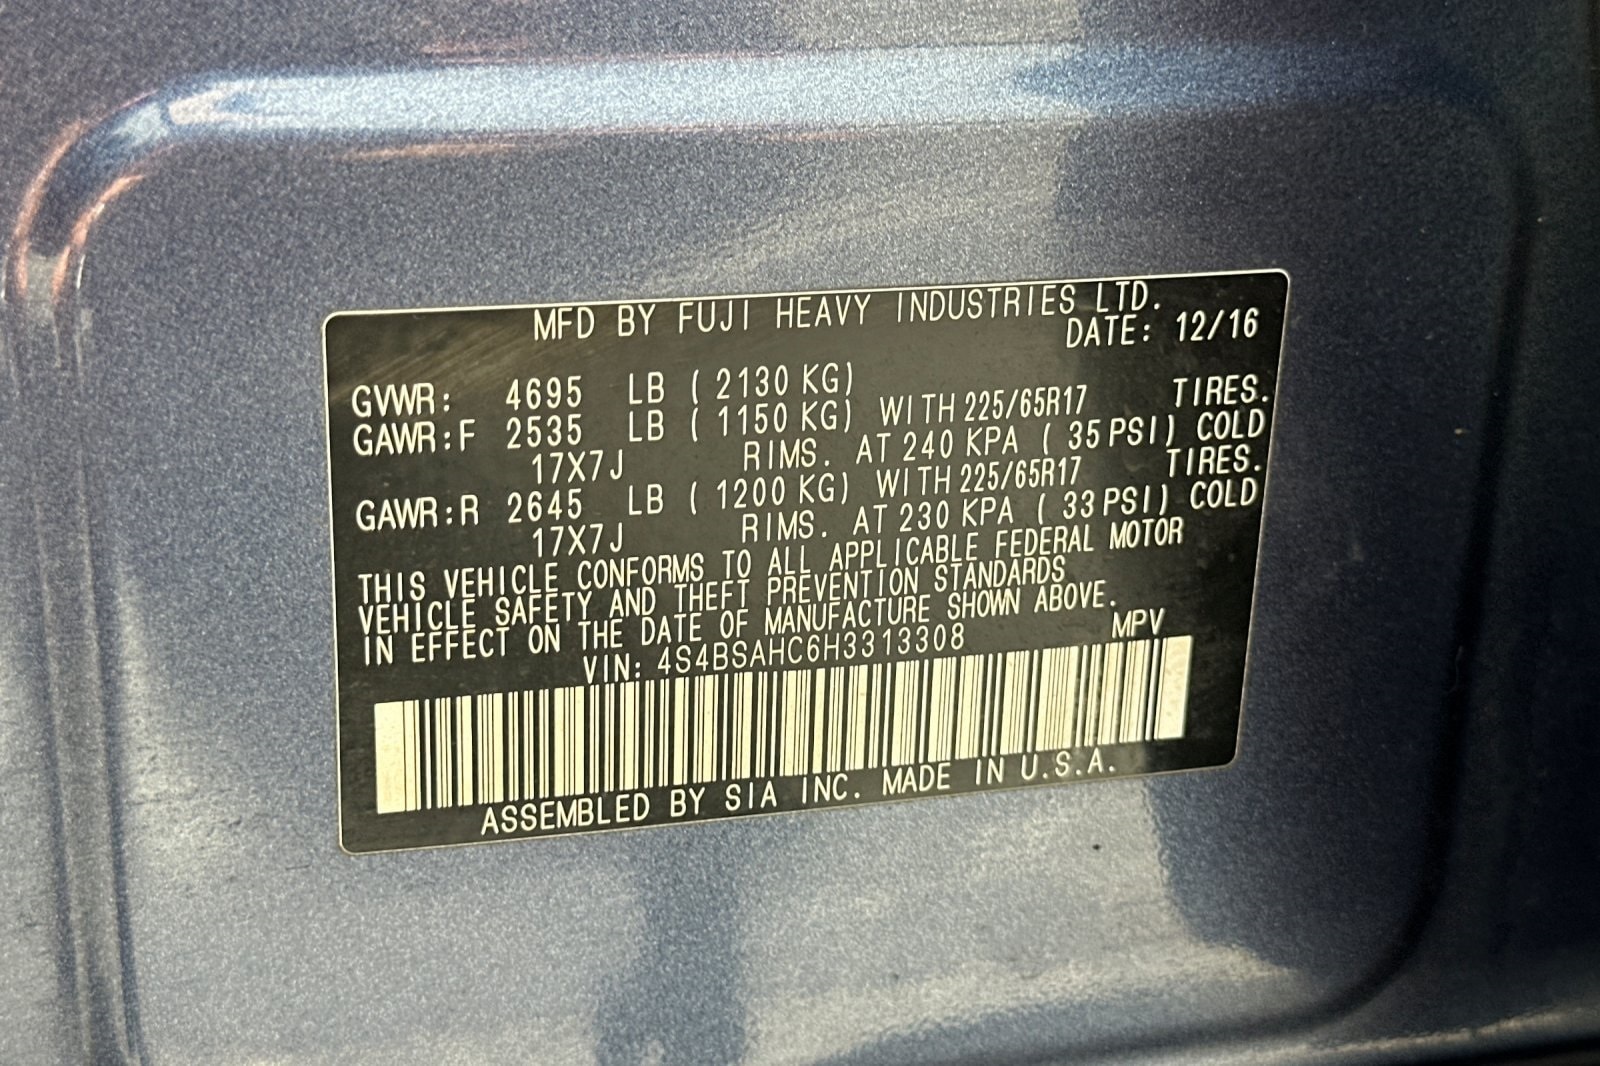 MFD BY FUJI HEAVY INDUSTRIES LTD.
DATE: 12/16
GVWR: 4695 LB ( 2130 KG)
GAWR:F 2535 LB ( 1150 KG) WITH 225/65R17 TIRES.
17X7J RIMS. AT 240 KPA ( 35 PSI) COLD
GAWR:R 2645 LB ( 1200 KG) WITH 225/65R17 TIRES.
17X7J RIMS. AT 230 KPA ( 33 PSI) COLD
THIS VEHICLE CONFORMS TO ALL APPLICABLE FEDERAL MOTOR
VEHICLE SAFETY AND THEFT PREVENTION STANDARDS
IN EFFECT ON THE DATE OF MANUFACTURE SHOWN ABOVE.
VIN: 4S4BSAHC6H3313308 MPV
ASSEMBLED BY SIA INC. MADE IN U.S.A.